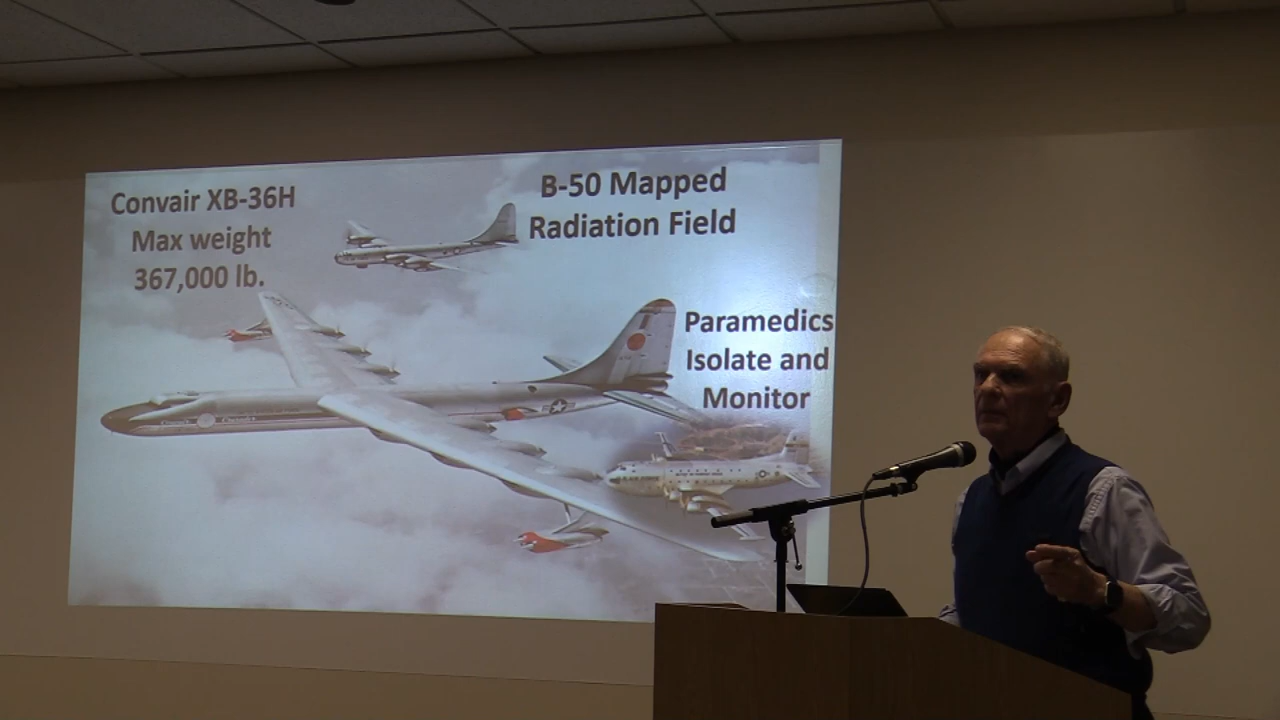 Convair XB-36H
Max weight
367,000 lb.
B-50 Mapped
Radiation Field
Paramedics
Isolate and
Monitor